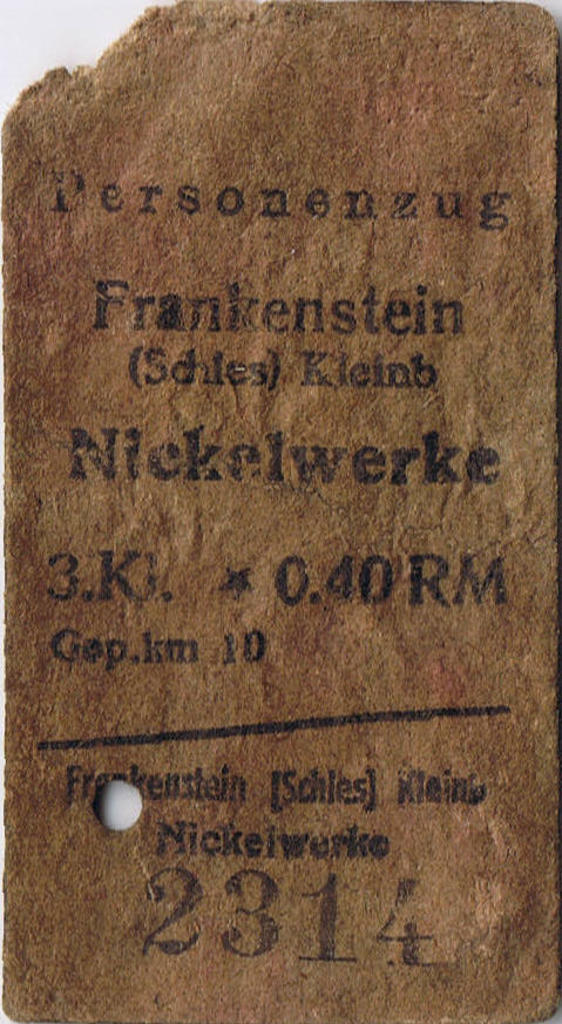 Personenzug
Frankenstein
(Schles) Kleinb
Nickelwerke
3.Kl. * 0.40 RM
Gep.km 10
Frankenstein [Schles] Kleinb
Nickelwerke
2314